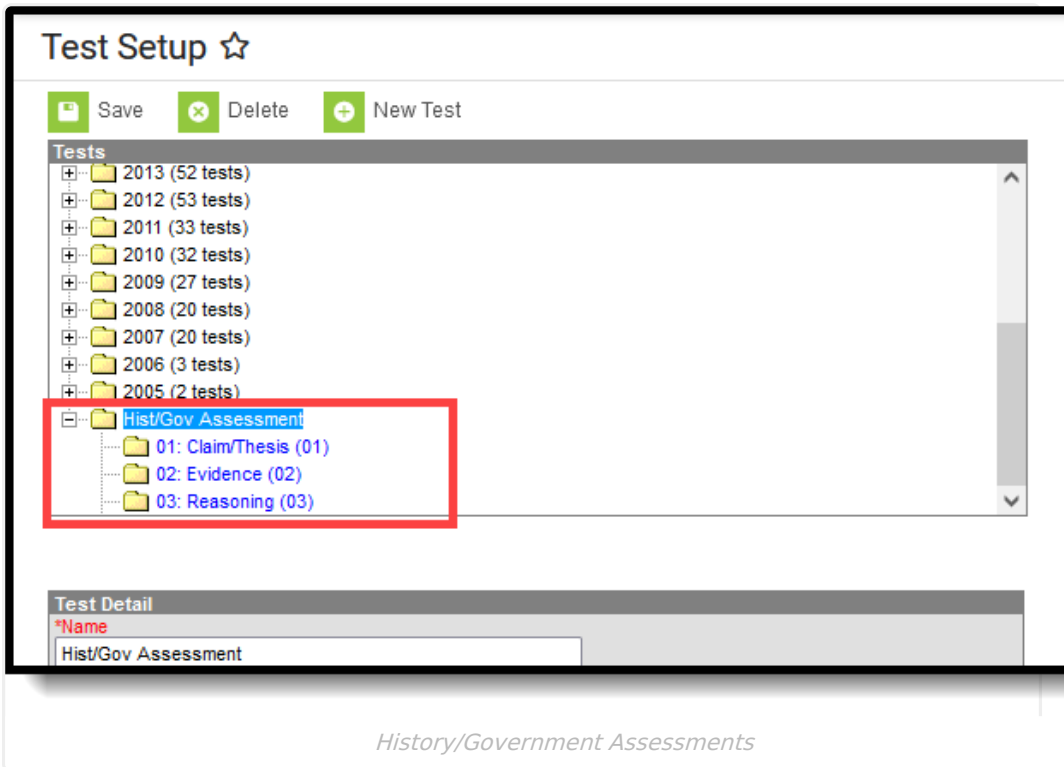 Test Setup
Save Delete New Test
Tests
2013 (52 tests)
2012 (53 tests)
2011 (33 tests)
2010 (32 tests)
2009 (27 tests)
2008 (20 tests)
2007 (20 tests)
2006 (3 tests)
2005 (2 tests)
Hist/Gov Assessment
01: Claim/Thesis (01)
02: Evidence (02)
03: Reasoning (03)
Test Detail
*Name
Hist/Gov Assessment
History/Government Assessments